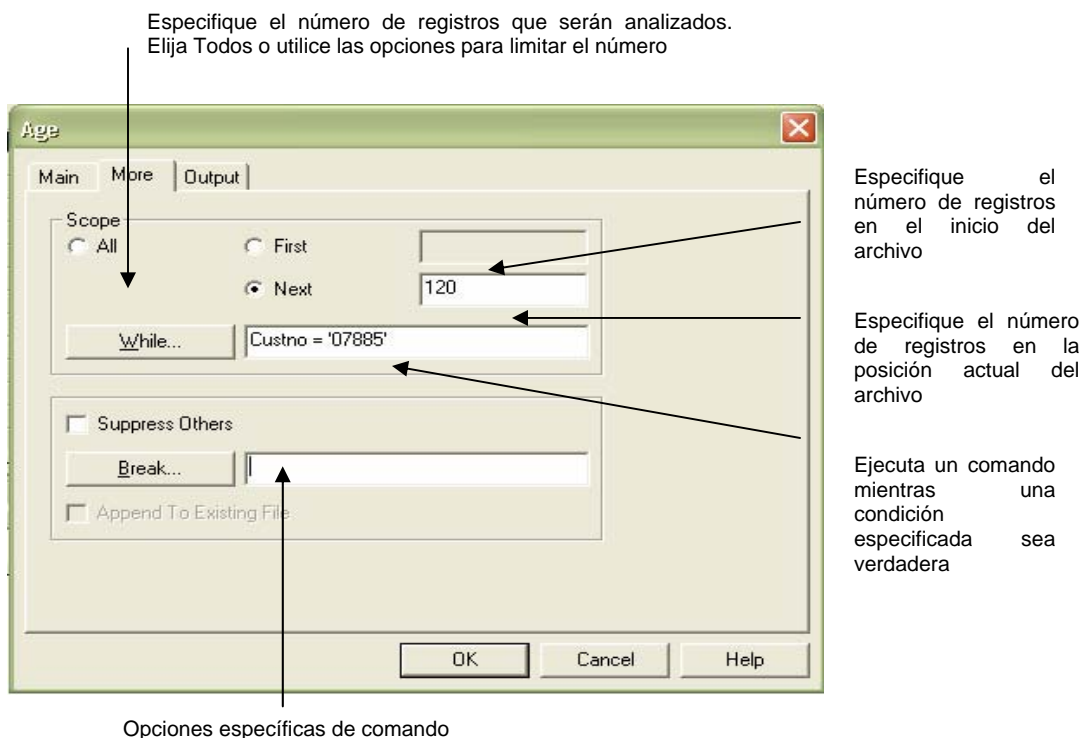 Especifique el número de registros que serán analizados.
Elija Todos o utilice las opciones para limitar el número
Age
Main More Output
Scope
All First
Next 120
While... Custno = '07885'
Suppress Others
Break...
Append To Existing File
OK Cancel Help
Especifique el
número de registros
en el inicio del
archivo
Especifique el número
de registros en la
posición actual del
archivo
Ejecuta un comando
mientras una
condición
especificada sea
verdadera
Opciones específicas de comando